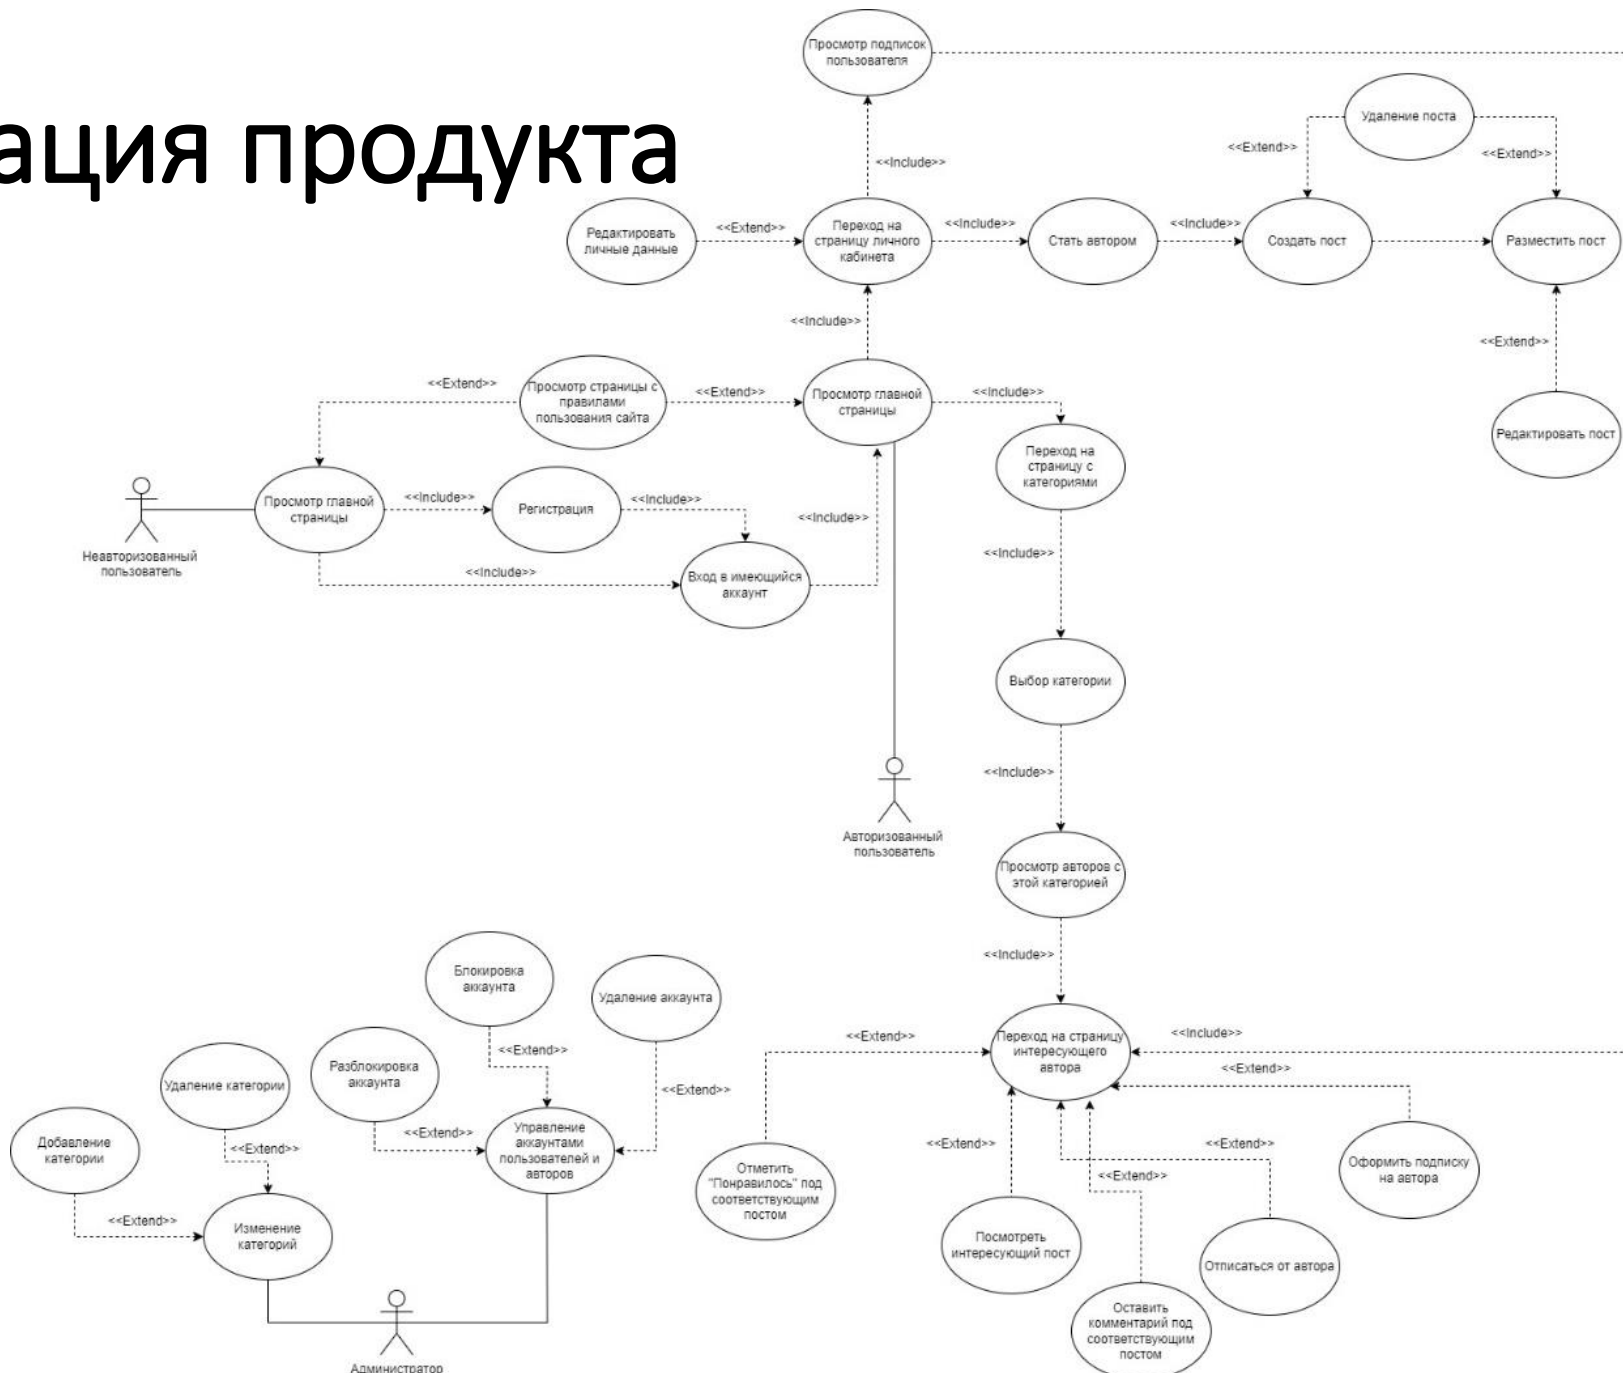 Просмотр подписок
пользователя
ация продукта
Удаление поста
<<Extend>>
<<Extend>>
<<Include>>
Редактировать
личные данные
<<Extend>>
Переход на
страницу личного
кабинета
<<Include>>
Стать автором
<<Include>>
Создать пост
Разместить пост
<<Include>>
<<Extend>>
<<Extend>>
Просмотр страницы с
правилами
пользования сайта
<<Extend>>
Просмотр главной
страницы
<<Include>>
Редактировать пост
Переход на
страницу с
категориями
Просмотр главной
страницы
<<Include>>
Регистрация
<<Include>>
<<Include>>
Неавторизованный
пользователь
<<Include>>
Вход в имеющийся
аккаунт
<<Include>>
Выбор категории
<<Include>>
Авторизованный
пользователь
Просмотр авторов с
этой категорией
<<Include>>
Блокировка
аккаунта
Удаление аккаунта
<<Extend>>
Переход на страницу
интересующего
автора
<<Include>>
<<Extend>>
<<Extend>>
Разблокировка
аккаунта
Удаление категории
<<Extend>>
<<Extend>>
Управление
аккаунтами
пользователей и
авторов
Добавление
категории
<<Extend>>
<<Extend>>
<<Extend>>
<<Extend>>
Оформить подписку
на автора
Отметить
"Понравилось" под
соответствующим
постом
<<Extend>>
Изменение
категорий
Посмотреть
интересующий пост
Отписаться от автора
Оставить
комментарий под
соответствующим
постом
Администратор